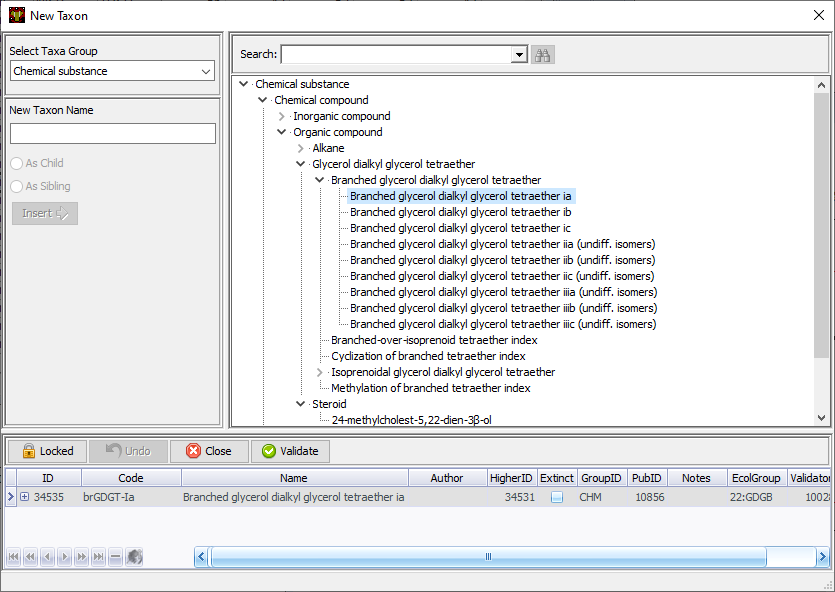 New Taxon
Select Taxa Group
Chemical substance
New Taxon Name
As Child
As Sibling
Insert
Search:
Chemical substance
Chemical compound
Inorganic compound
Organic compound
Alkane
Glycerol dialkyl glycerol tetraether
Branched glycerol dialkyl glycerol tetraether
Branched glycerol dialkyl glycerol tetraether ia
Branched glycerol dialkyl glycerol tetraether ib
Branched glycerol dialkyl glycerol tetraether ic
Branched glycerol dialkyl glycerol tetraether iia (undiff. isomers)
Branched glycerol dialkyl glycerol tetraether iib (undiff. isomers)
Branched glycerol dialkyl glycerol tetraether iic (undiff. isomers)
Branched glycerol dialkyl glycerol tetraether iiia (undiff. isomers)
Branched glycerol dialkyl glycerol tetraether iiib (undiff. isomers)
Branched glycerol dialkyl glycerol tetraether iiic (undiff. isomers)
Branched-over-isoprenoid tetraether index
Cyclization of branched tetraether index
Isoprenoidal glycerol dialkyl glycerol tetraether
Methylation of branched tetraether index
Steroid
24-methylcholest-5,22-dien-3β-ol
Locked Undo Close Validate
ID Code Name Author HigherID Extinct GroupID PubID Notes EcolGroup Validator
34535 brGDGT-Ia Branched glycerol dialkyl glycerol tetraether ia 34531 CHM 10856 22:GDGB 1002